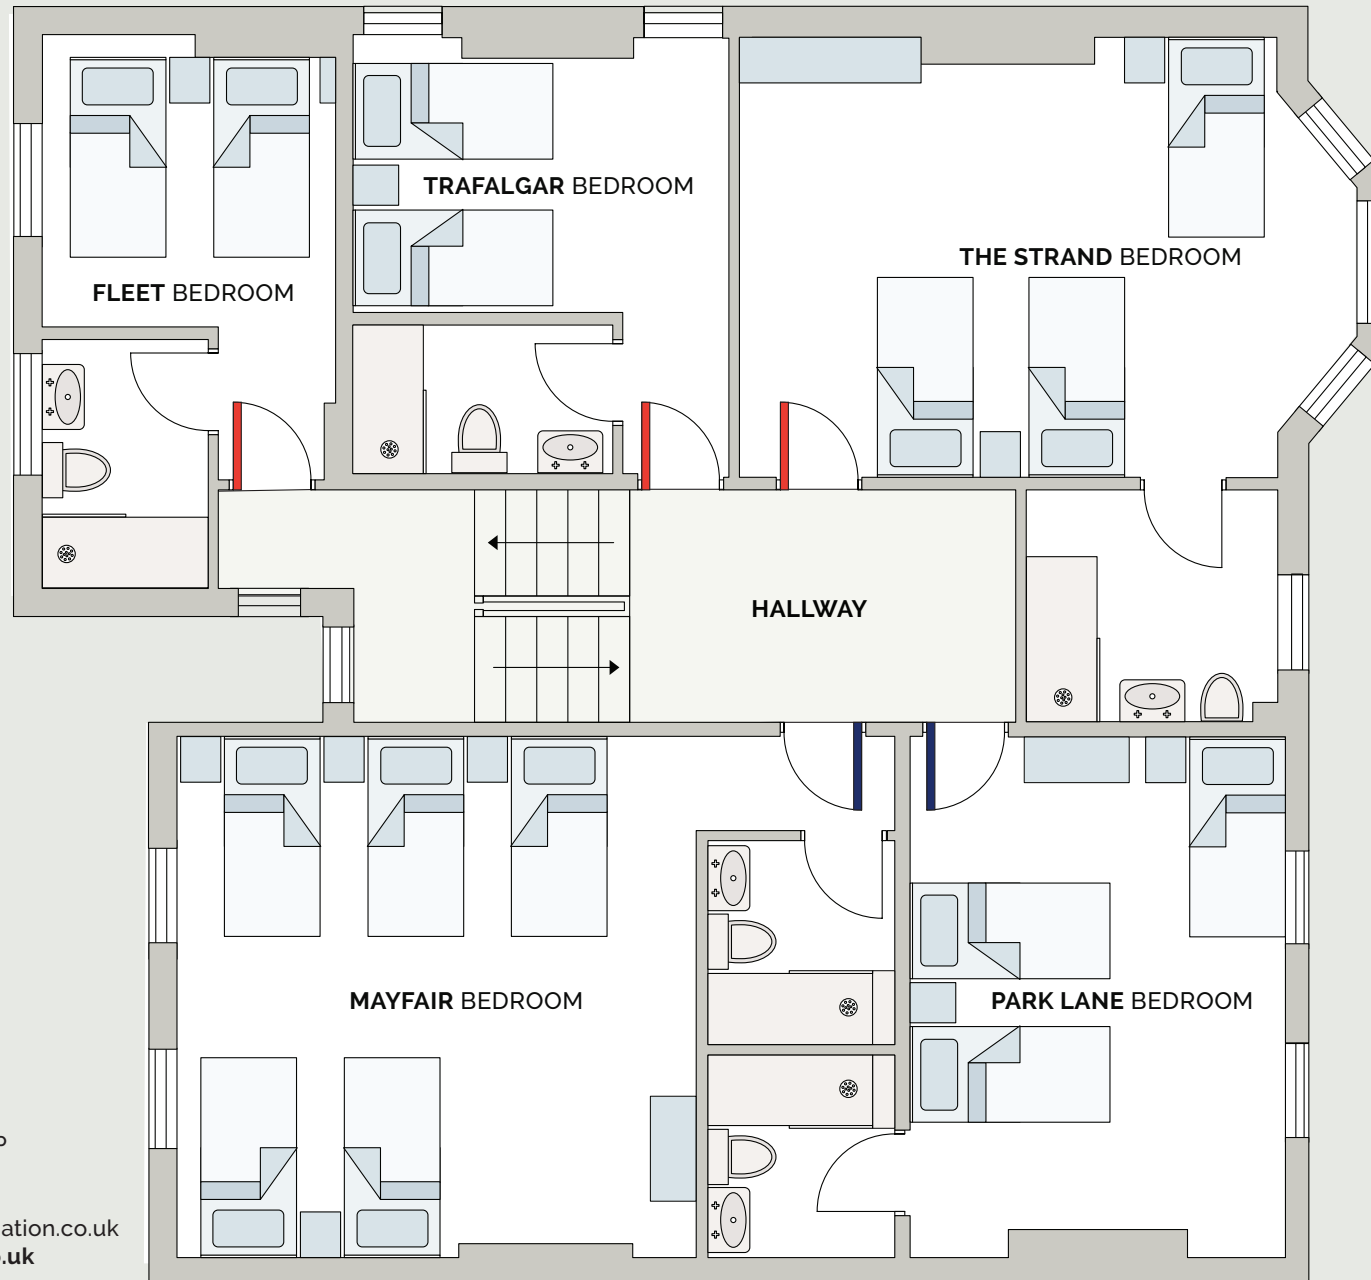 TRAFALGAR BEDROOM
THE STRAND BEDROOM
FLEET BEDROOM
HALLWAY
MAYFAIR BEDROOM
PARK LANE BEDROOM
ation.co.uk
.uk